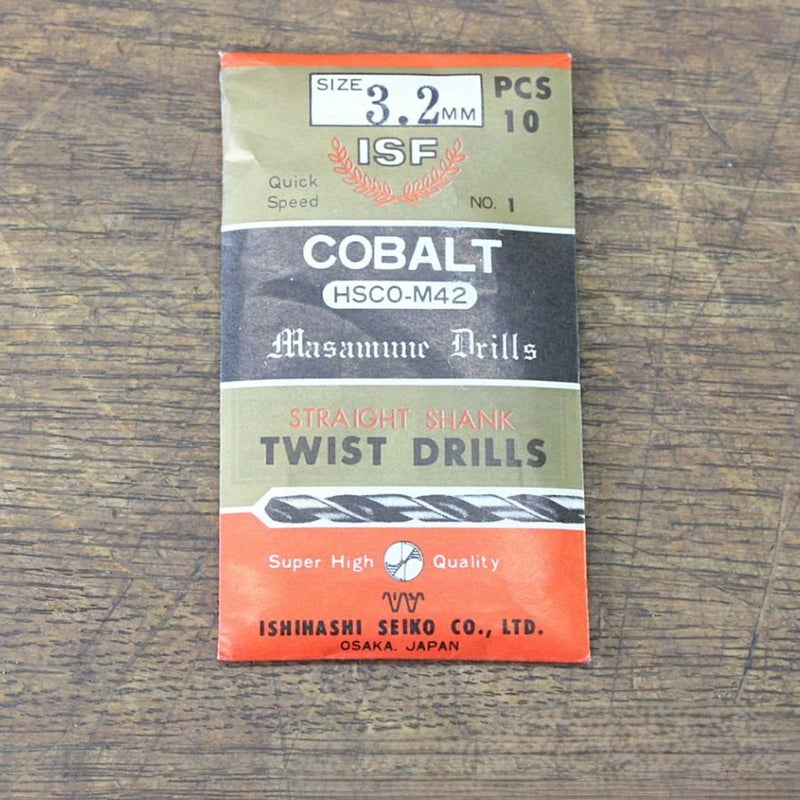 SIZE 3.2 MM
PCS
10
ISF
Quick
Speed
NO. 1
COBALT
HSCO-M42
Masamune Drills
STRAIGHT SHANK
TWIST DRILLS
Super High Quality
ISHIHASHI SEIKO CO., LTD.
OSAKA, JAPAN